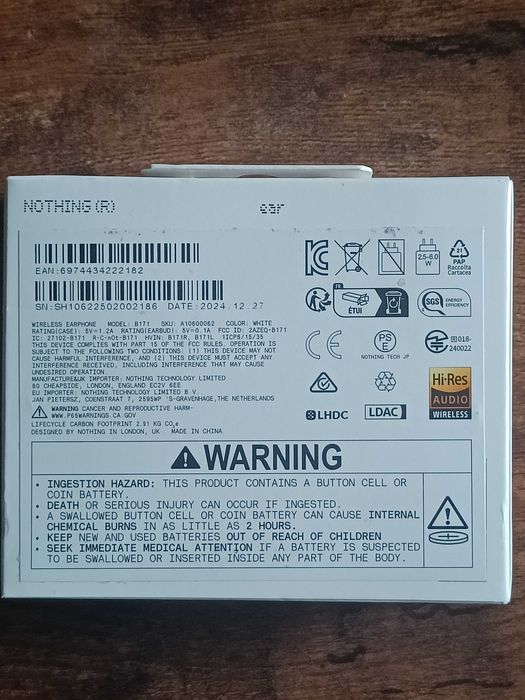 NOTHING (R)
ear
EAN:6974434222182
SN:SH10622502002186 DATE:2024.12.27
WIRELESS EARPHONE MODEL: B171 SKU: A10600062 COLOR: WHITE
RATING(CASE): 5V⎓1.2A RATING(EARBUD): 5V⎓0.1A FCC ID: 2AZEQ-B171
IC: 27102-B171 R-C-nOt-B171 HVIN: B171R, B171L 1ICP8/15/35
THIS DEVICE COMPLIES WITH PART 15 OF THE FCC RULES. OPERATION IS
SUBJECT TO THE FOLLOWING TWO CONDITIONS: (1) THIS DEVICE MAY NOT
CAUSE HARMFUL INTERFERENCE, AND (2) THIS DEVICE MUST ACCEPT ANY
INTERFERENCE RECEIVED, INCLUDING INTERFERENCE THAT MAY CAUSE
UNDESIRED OPERATION.
MANUFACTURE&UK IMPORTER: NOTHING TECHNOLOGY LIMITED
80 CHEAPSIDE, LONDON, ENGLAND EC2V 6EE
EU IMPORTER: NOTHING TECHNOLOGY LIMITED B.V.
JAN PIETERSZ, COENSTRAAT 7, 2595WP 'S-GRAVENHAGE,THE NETHERLANDS
WARNING CANCER AND REPRODUCTIVE HARM-
WWW.P65WARNINGS.CA.GOV
LIFECYCLE CARBON FOOTPRINT 2.91 KG CO₂e
DESIGNED BY NOTHING IN LONDON, UK MADE IN CHINA
IC
2.5-6.0
W
21
PAP
Raccolta
Cartacea
FR
ÉTUI
SGS
ENERGY
EFFICIENCY
CE
PS
E
NOTHING TECH JP
018-
240022
LHDC
LDAC
Hi-Res
AUDIO
WIRELESS
WARNING
• INGESTION HAZARD: THIS PRODUCT CONTAINS A BUTTON CELL OR
COIN BATTERY.
• DEATH OR SERIOUS INJURY CAN OCCUR IF INGESTED.
• A SWALLOWED BUTTON CELL OR COIN BATTERY CAN CAUSE INTERNAL
CHEMICAL BURNS IN AS LITTLE AS 2 HOURS.
• KEEP NEW AND USED BATTERIES OUT OF REACH OF CHILDREN
• SEEK IMMEDIATE MEDICAL ATTENTION IF A BATTERY IS SUSPECTED
TO BE SWALLOWED OR INSERTED INSIDE ANY PART OF THE BODY.